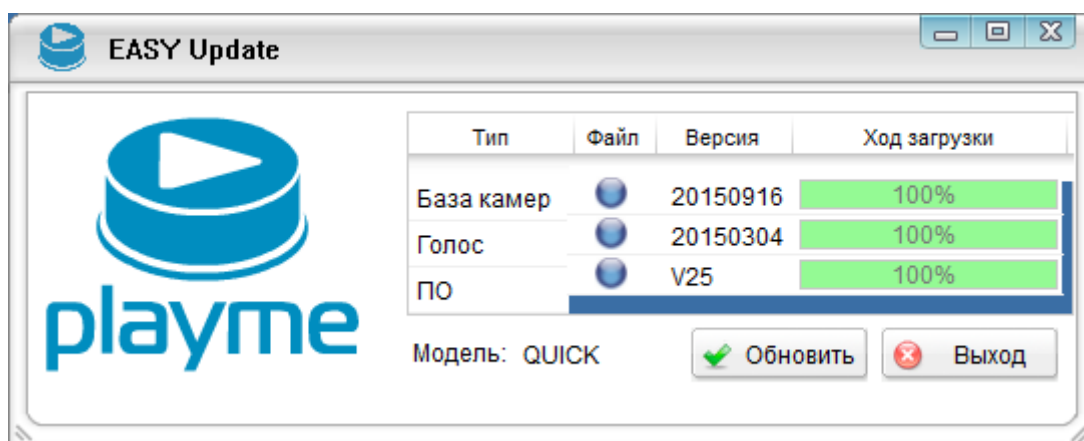 EASY Update
Тип Файл Версия Ход загрузки
База камер 20150916 100%
Голос 20150304 100%
ПО V25 100%
playme
Модель: QUICK Обновить Выход